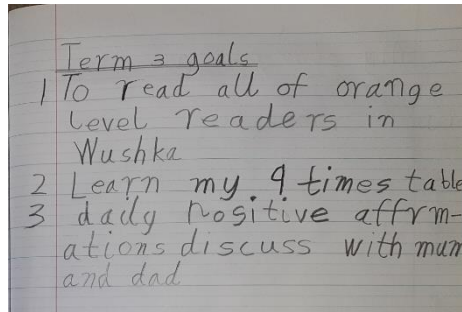 Term 3 goals
1 To read all of orange
level readers in
Wushka
2 Learn my 9 times table
3 daily positive affrm-
ations discuss with mum
and dad